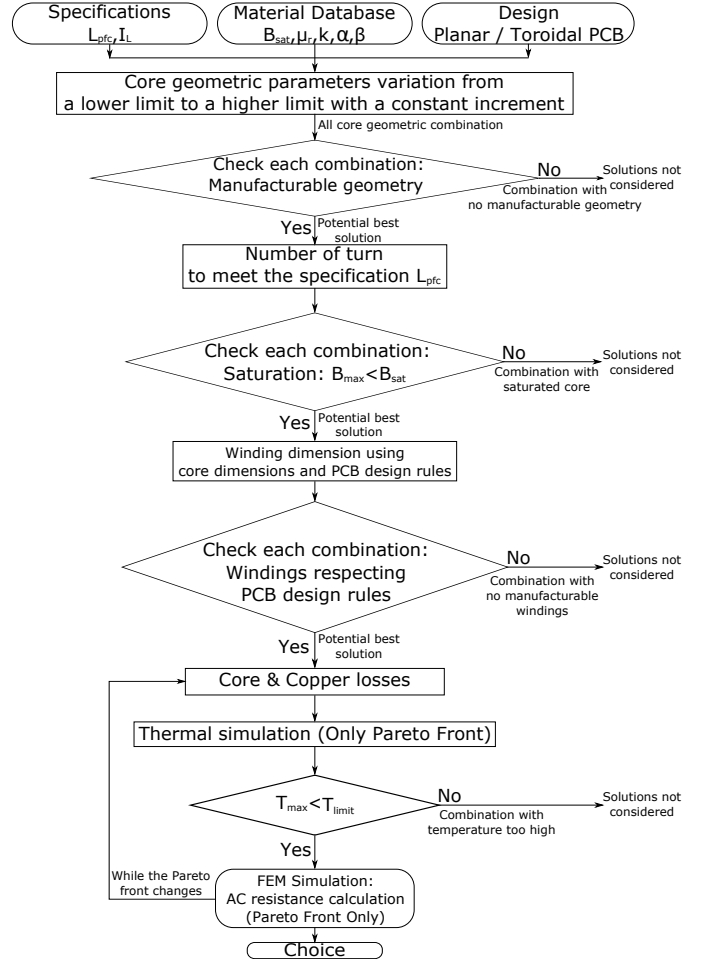 Specifications
Lpfc,IL
Material Database
Bsat,μr,k,α,β
Design
Planar / Toroidal PCB
Core geometric parameters variation from
a lower limit to a higher limit with a constant increment
All core geometric combination
Check each combination:
Manufacturable geometry
No
Combination with
no manufacturable geometry
Solutions not
considered
Yes
Potential best
solution
Number of turn
to meet the specification Lpfc
Check each combination:
Saturation: Bmax<Bsat
No
Combination with
saturated core
Solutions not
considered
Yes
Potential best
solution
Winding dimension using
core dimensions and PCB design rules
Check each combination:
Windings respecting
PCB design rules
No
Combination with
no manufacturable
windings
Solutions not
considered
Yes
Potential best
solution
Core & Copper losses
Thermal simulation (Only Pareto Front)
Tmax<Tlimit
No
Combination with
temperature too high
Solutions not
considered
Yes
While the Pareto
front changes
FEM Simulation:
AC resistance calculation
(Pareto Front Only)
Choice